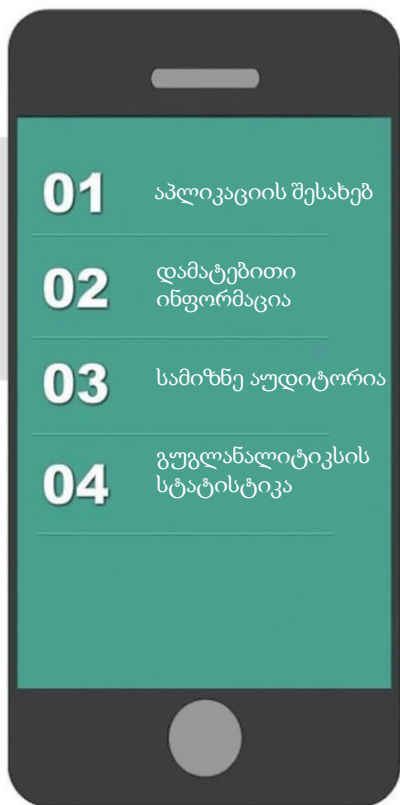 01 აპლიკაციის შესახებ
02 დამატებითი
ინფორმაცია
03 სამიზნე აუდიტორია
04 გუგლანალიტიკსის
სტატისტიკა